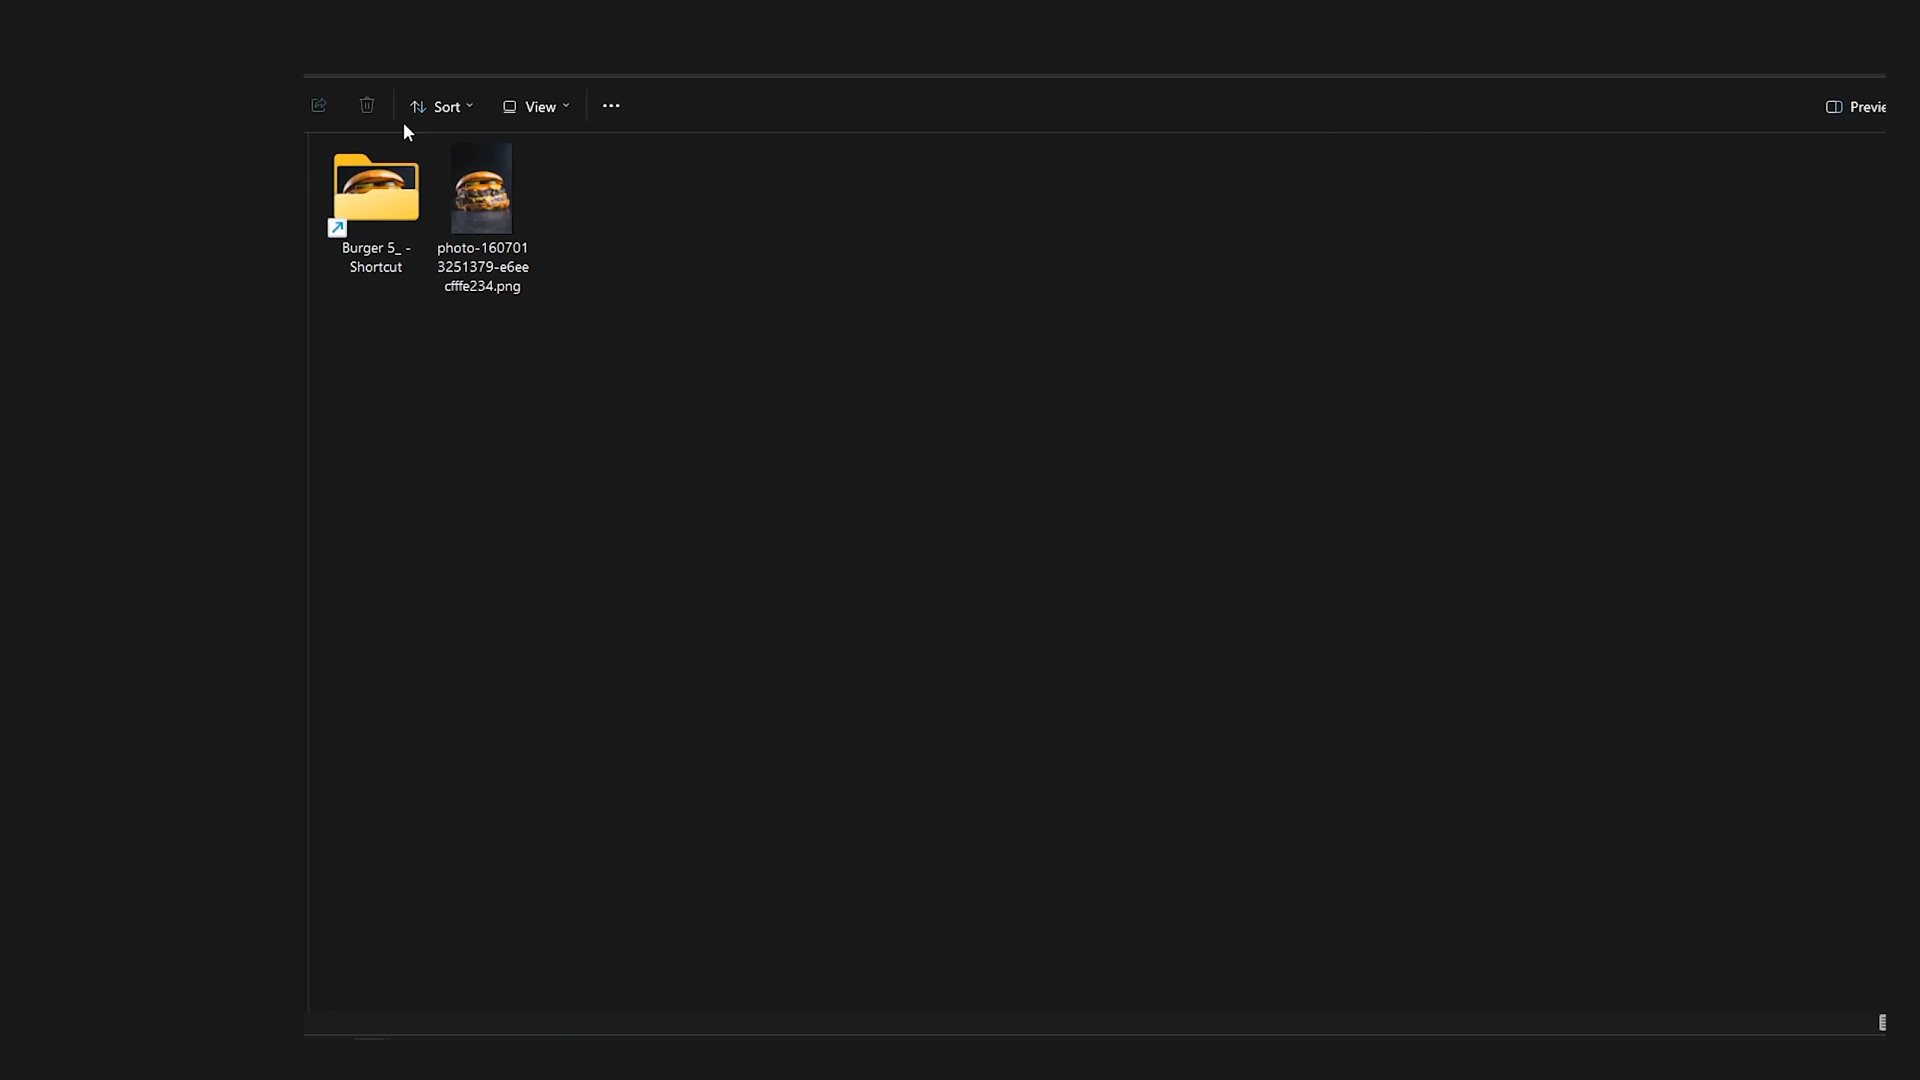 Sort
View
Previe
Burger 5_ -
Shortcut
photo-160701
3251379-e6ee
cfffe234.png